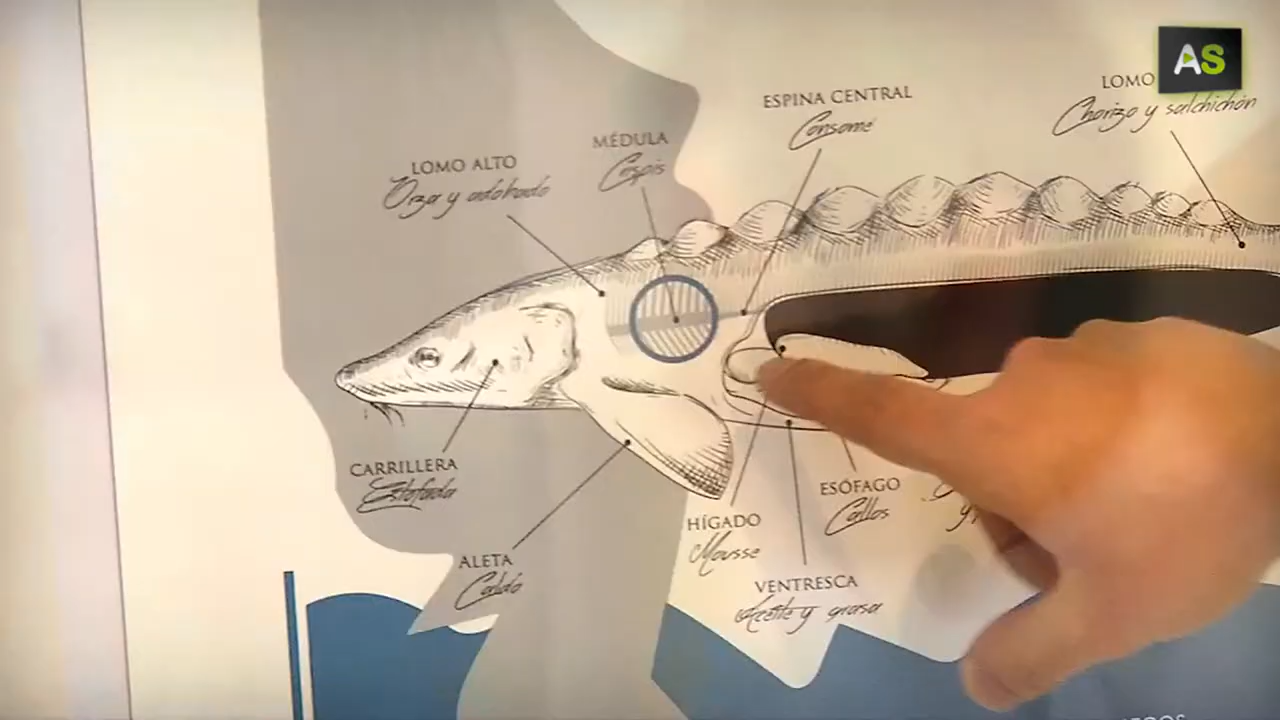 AS
ESPINA CENTRAL
Consomé
LOMO
Chorizo y salchichón
MÉDULA
Cospis
LOMO ALTO
Orza y adobado
CARRILLERA
Estofada
ALETA
Caldo
HÍGADO
Mousse
ESÓFAGO
Callos
VENTRESCA
Aceite y grasa